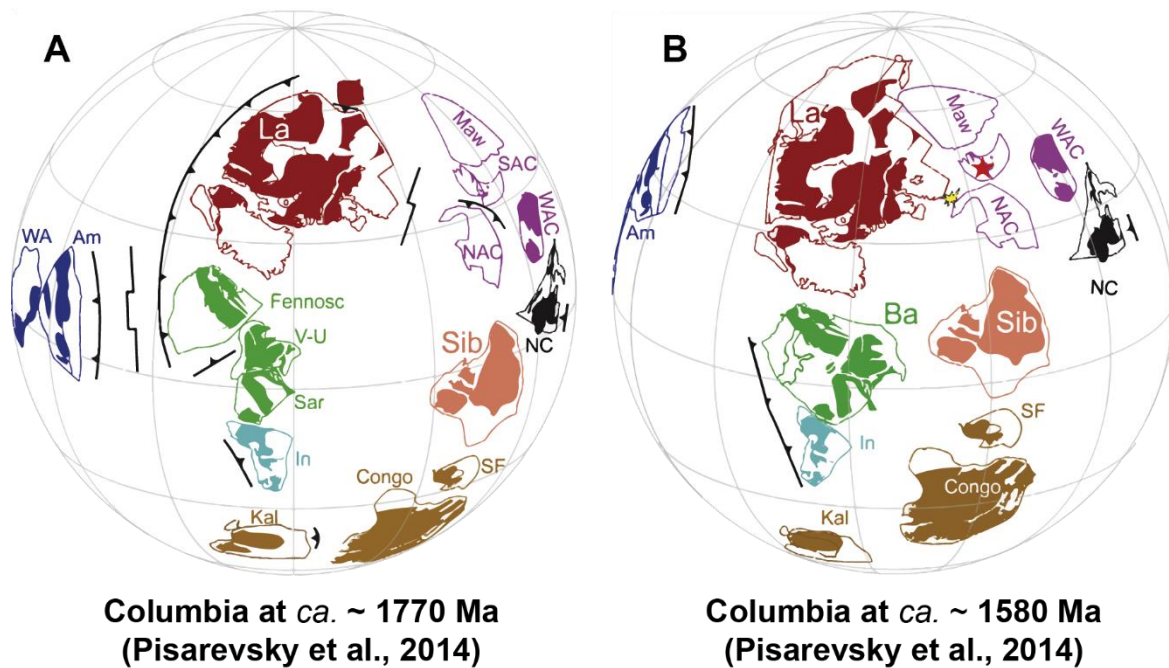 A
La
Maw
SAC
WAC
NAC
WA
Am
Fennosc
V-U
Sib
NC
Sar
In
SF
Congo
Kal
Columbia at ca. ~ 1770 Ma
(Pisarevsky et al., 2014)
B
La
Maw
WAC
NAC
Am
NC
Ba
Sib
In
SF
Congo
Kal
Columbia at ca. ~ 1580 Ma
(Pisarevsky et al., 2014)